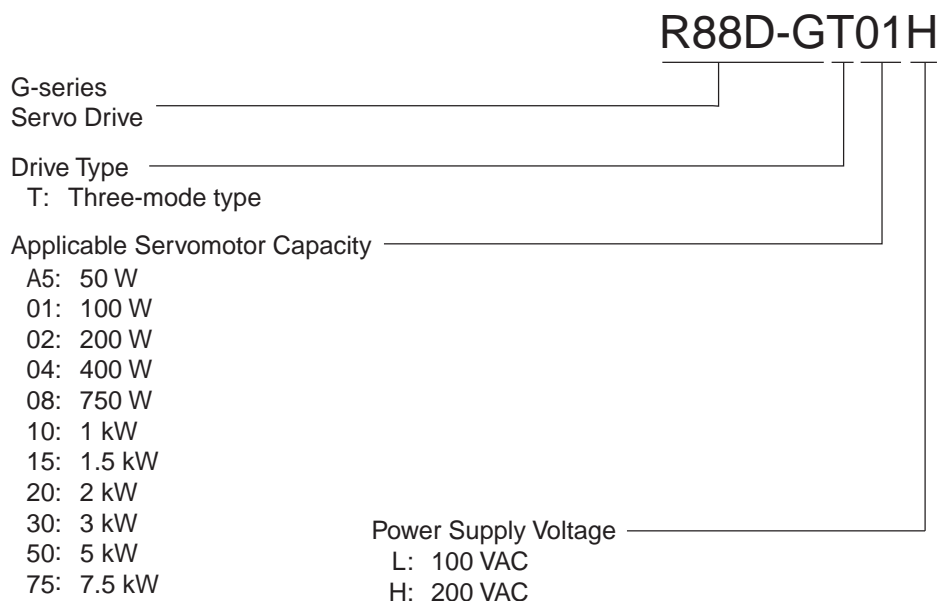 R88D-GT01H
G-series
Servo Drive
Drive Type
T: Three-mode type
Applicable Servomotor Capacity
A5: 50 W
01: 100 W
02: 200 W
04: 400 W
08: 750 W
10: 1 kW
15: 1.5 kW
20: 2 kW
30: 3 kW
50: 5 kW
75: 7.5 kW
Power Supply Voltage
L: 100 VAC
H: 200 VAC